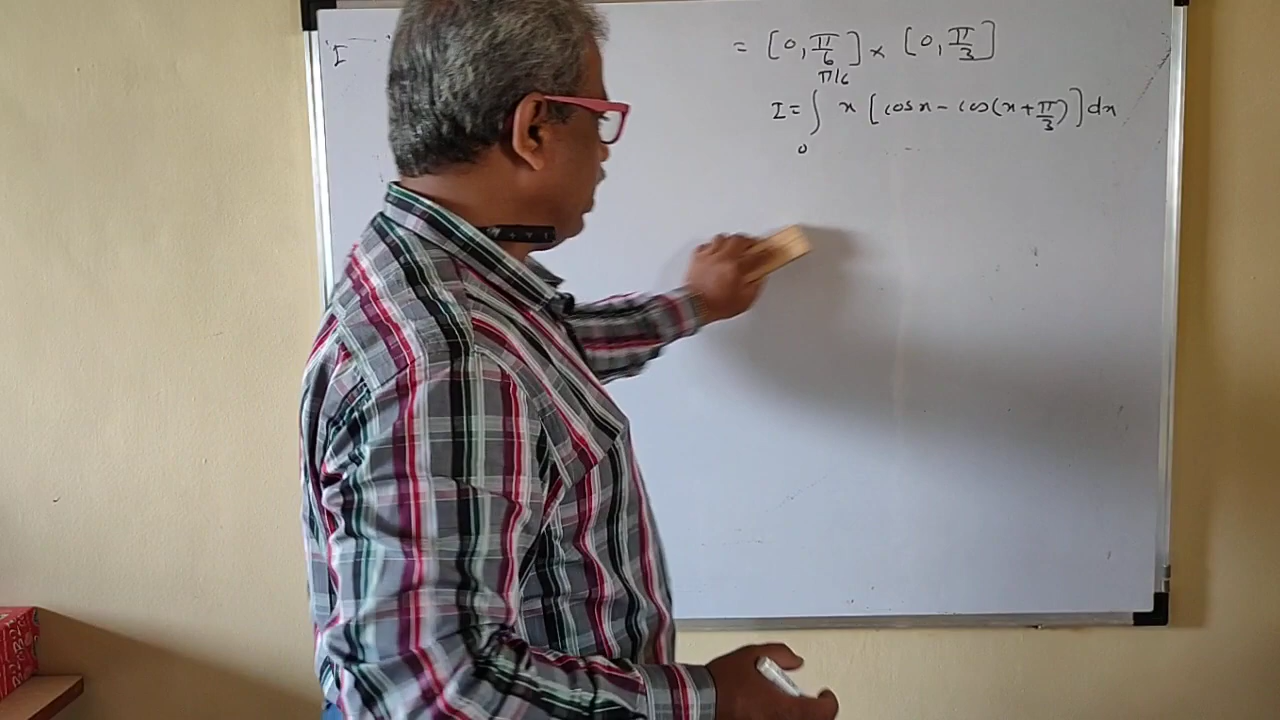 I
= [0, π/6] × [0, π/3]
π/6
I = ∫ x [cos x - cos(x + π/3)] dx
0